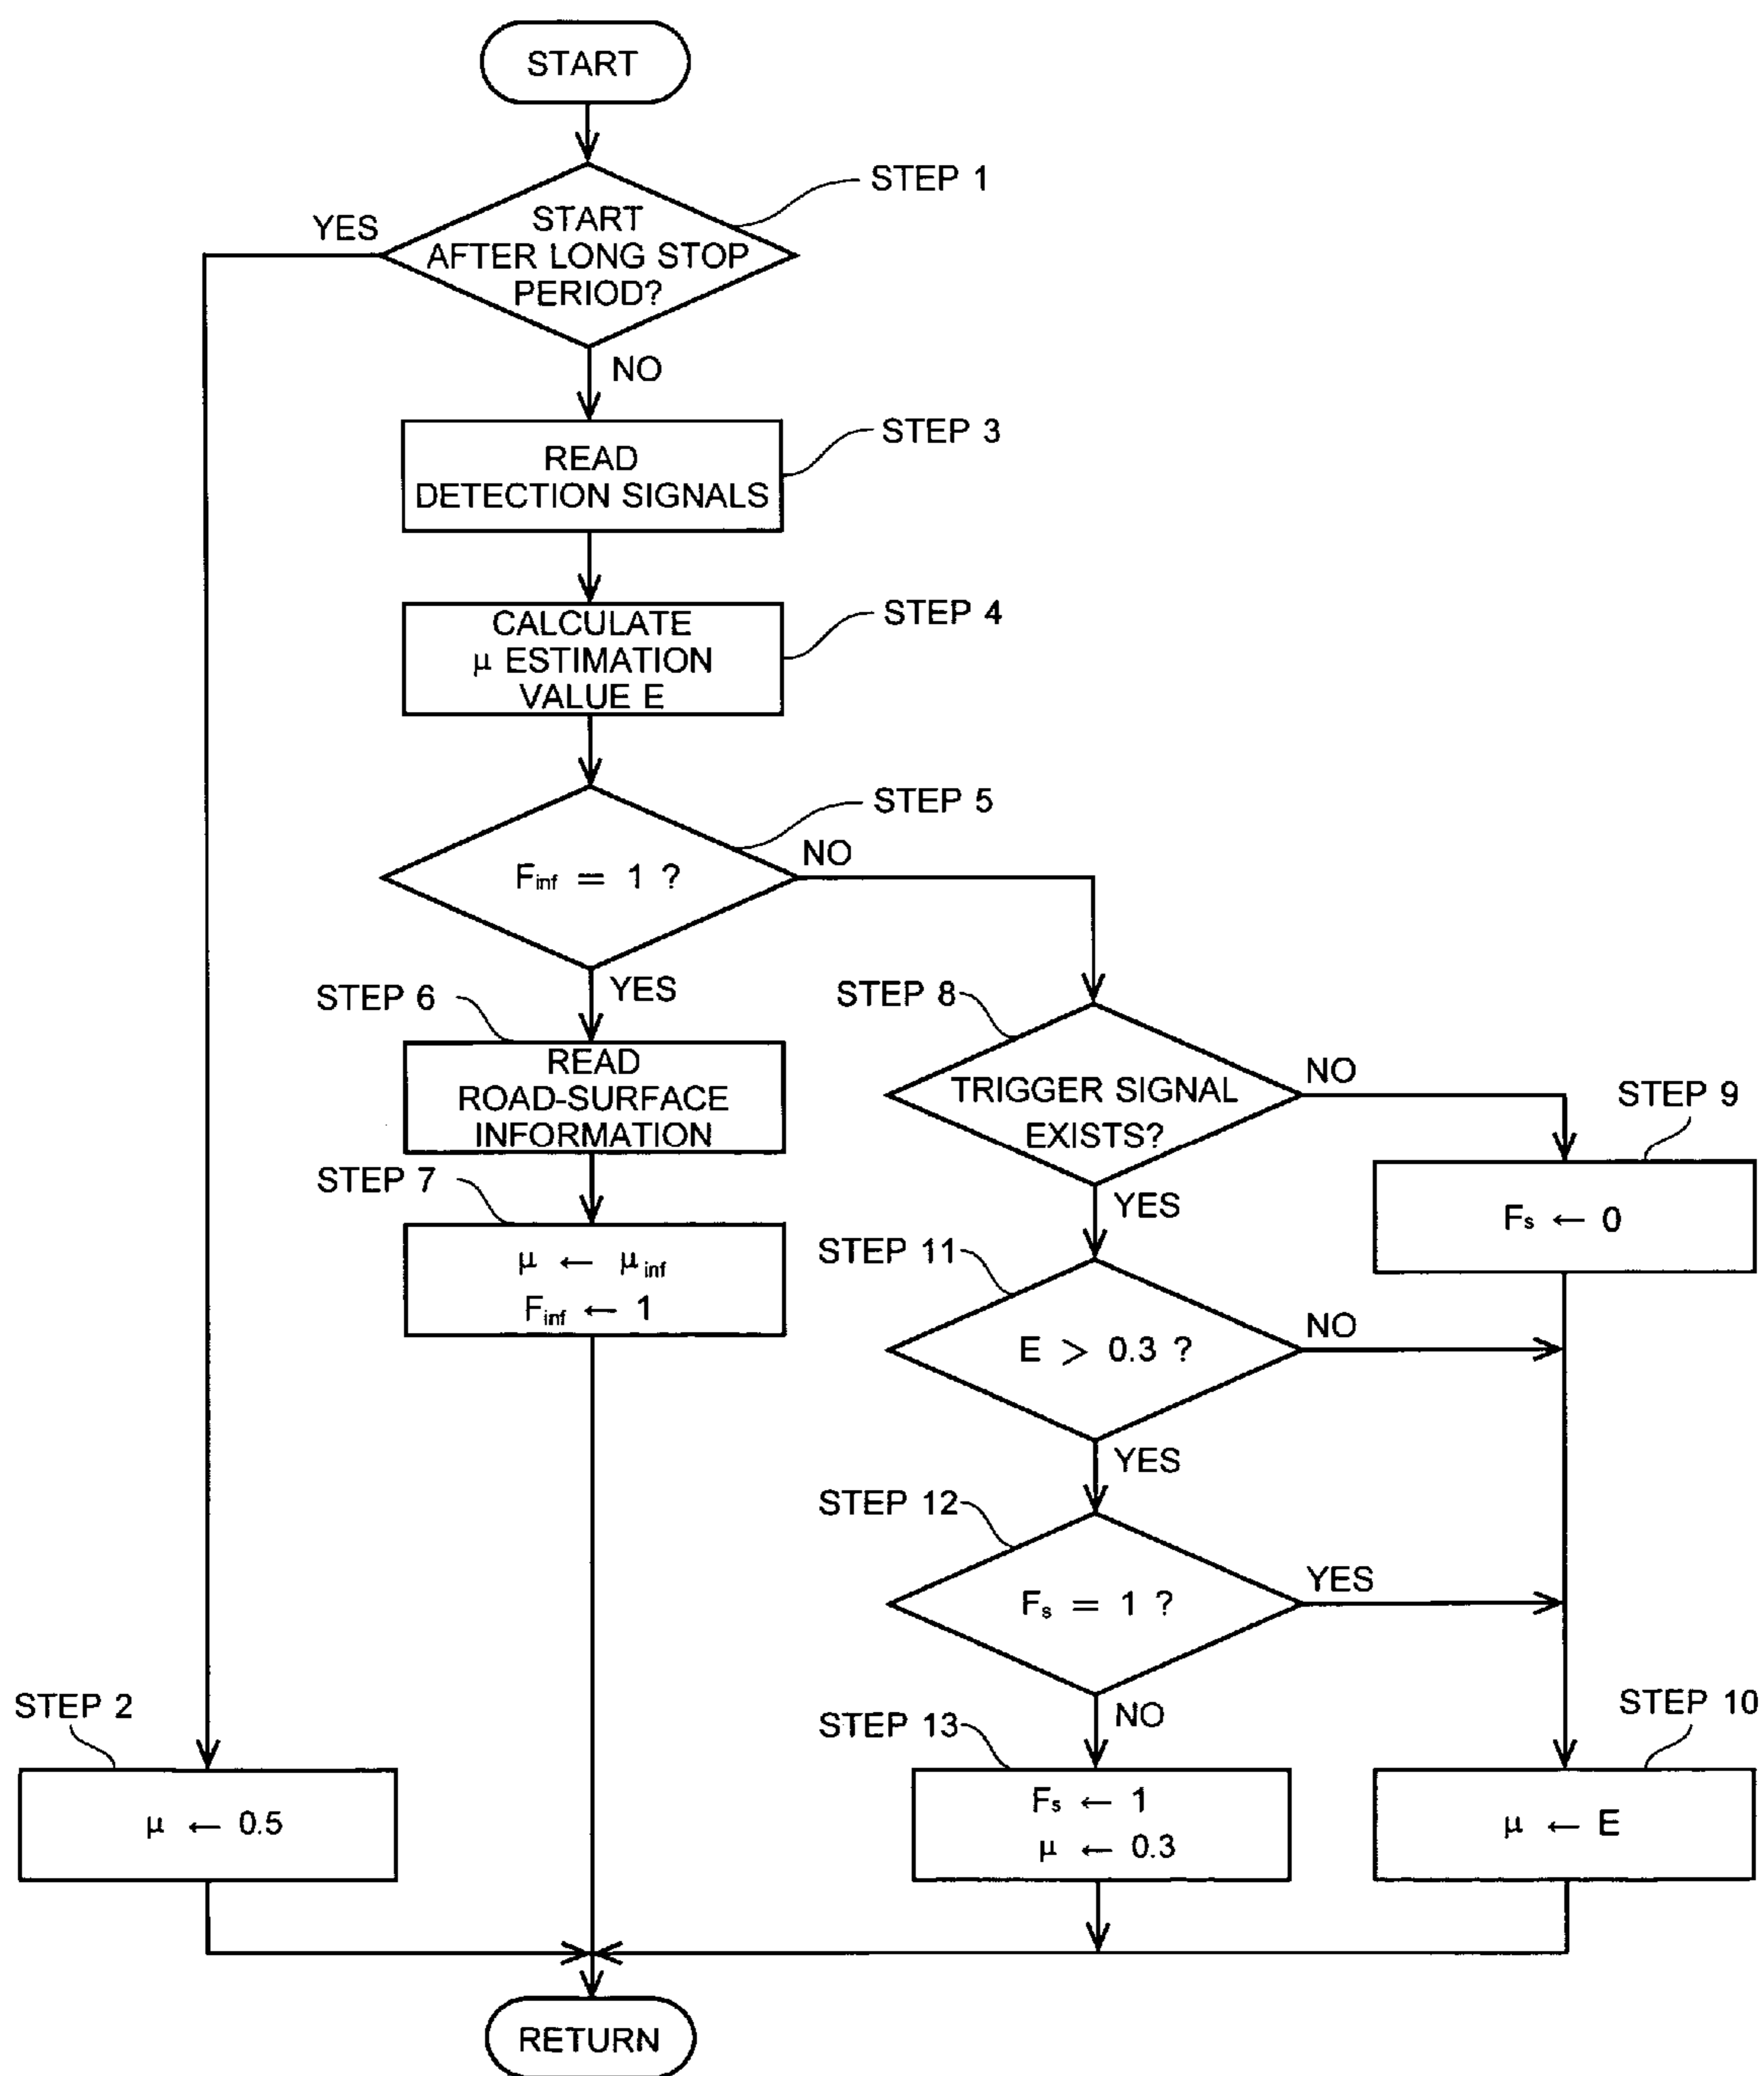 START
STEP 1
START
AFTER LONG STOP
PERIOD?
YES
NO
STEP 3
READ
DETECTION SIGNALS
STEP 4
CALCULATE
μ ESTIMATION
VALUE E
STEP 5
Finf = 1 ?
NO
YES
STEP 6
READ
ROAD-SURFACE
INFORMATION
STEP 7
μ ← μinf
Finf ← 1
STEP 8
TRIGGER SIGNAL
EXISTS?
NO
YES
STEP 9
Fs ← 0
STEP 11
E > 0.3 ?
NO
YES
STEP 12
Fs = 1 ?
YES
NO
STEP 2
μ ← 0.5
STEP 13
Fs ← 1
μ ← 0.3
STEP 10
μ ← E
RETURN